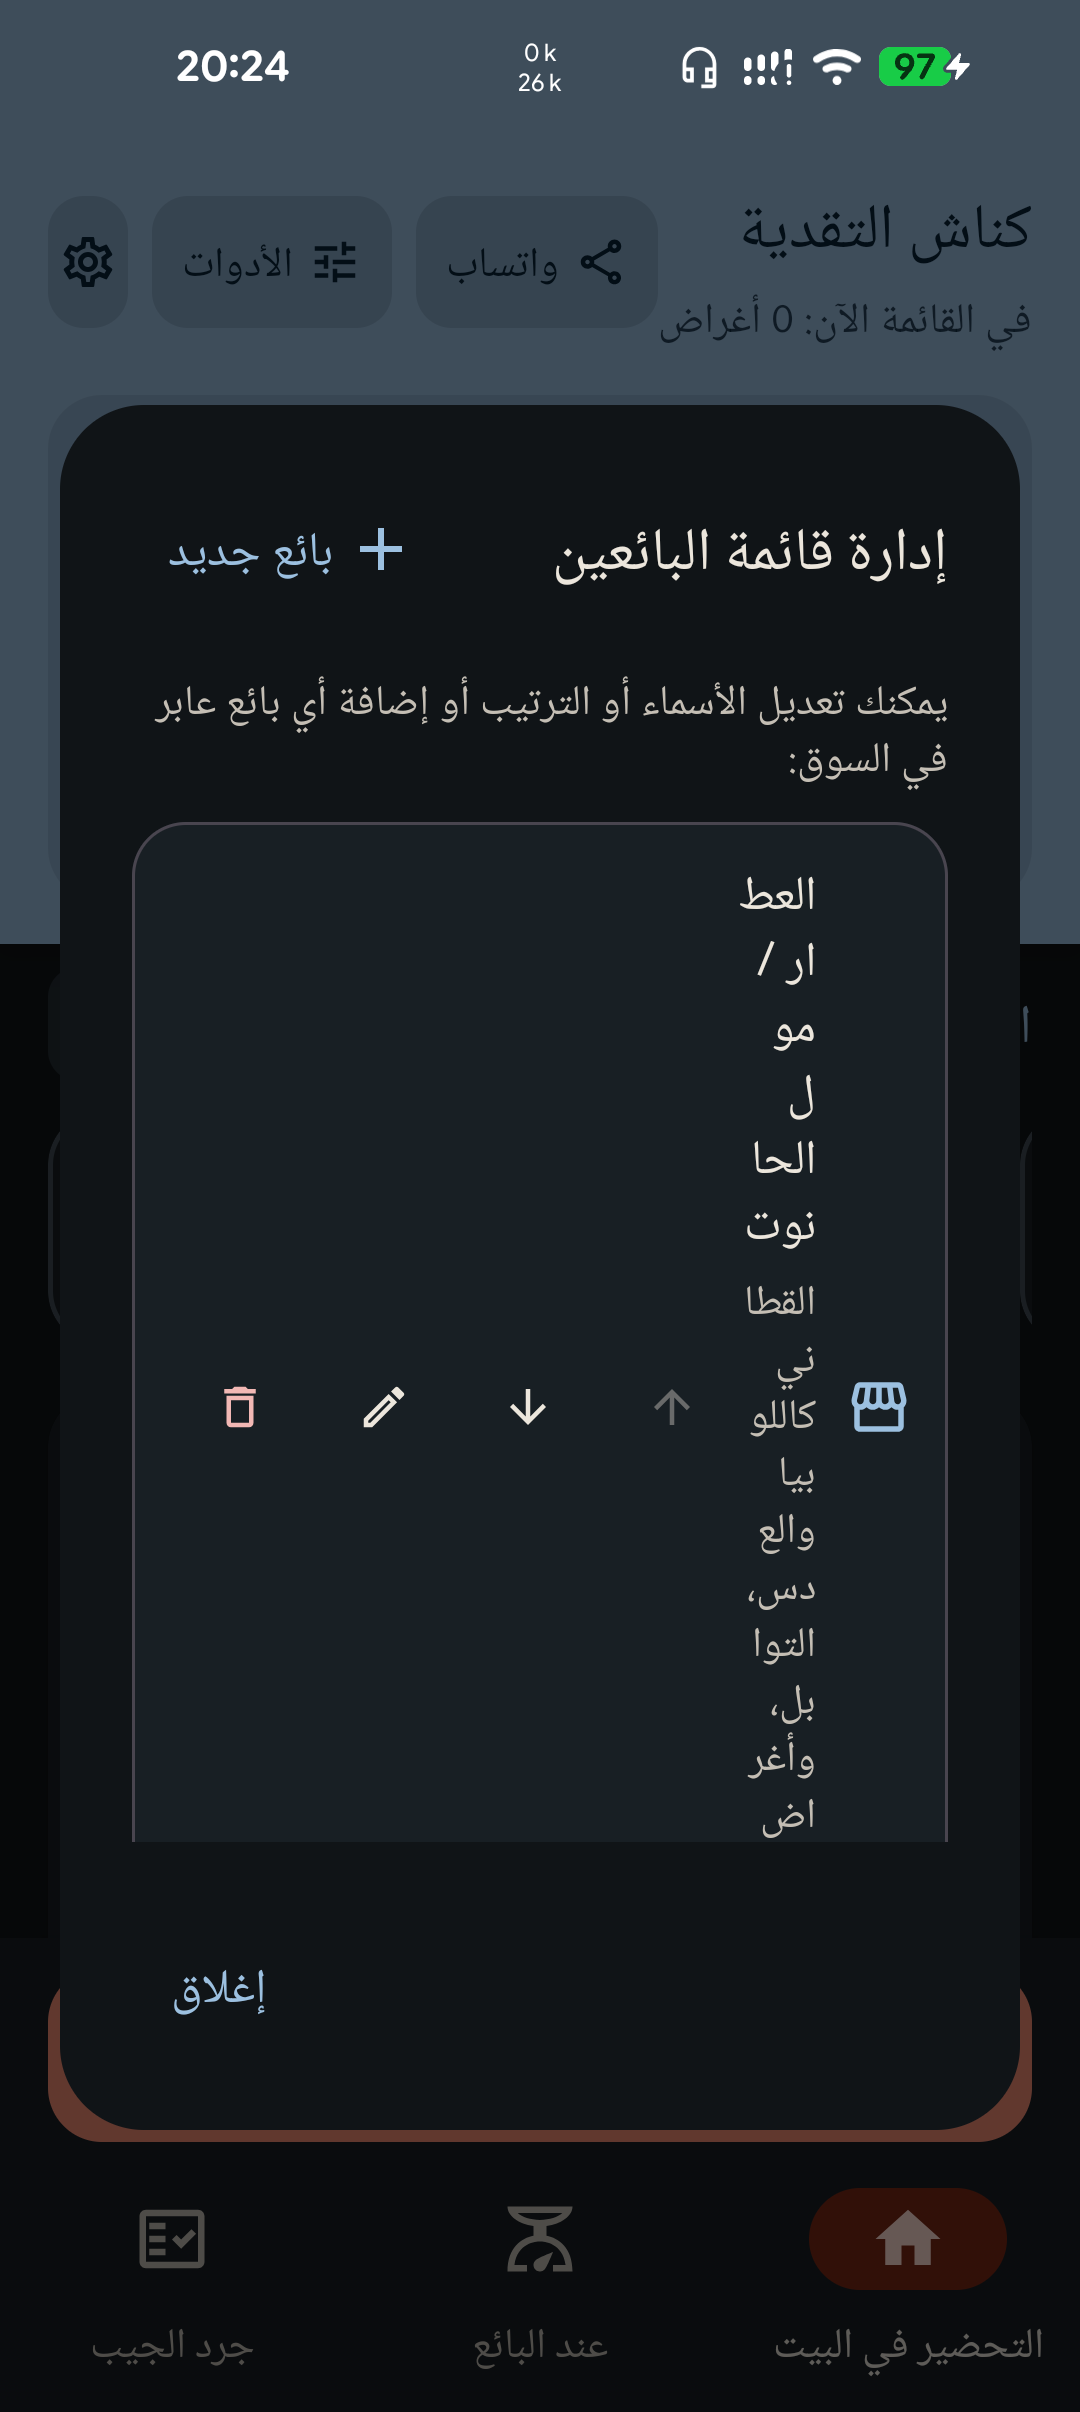 20:24
0 k
26 k
97
كناش التقدية
في القائمة الآن: 0 أغراض
واتساب
الأدوات
إدارة قائمة البائعين
بائع جديد
يمكنك تعديل الأسماء أو الترتيب أو إضافة أي بائع عابر
في السوق:
العط
ار /
مو
ل
الحا
نوت
القطا
ني
كاللو
بيا
والع
دس،
التوا
بل،
وأغر
اض
إغلاق
التحضير في البيت
عند البائع
جرد الجيب